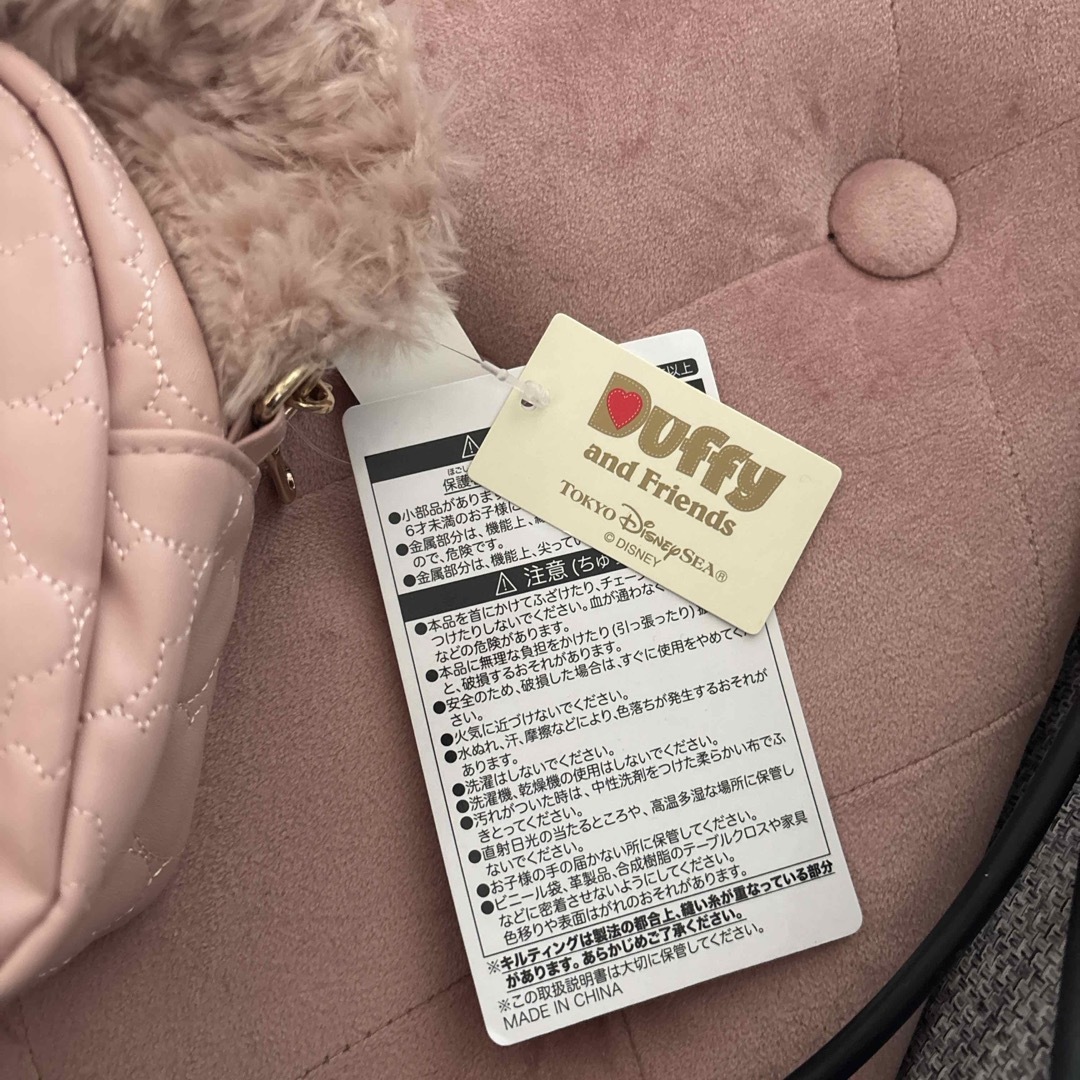 Duffy
and Friends
TOKYO DISNEYSEA®
© DISNEY
以上
ほごし
保護
●小部品がありま
6才未満のお子様に
●金属部分は、機能上、
ので、危険です。
●金属部分は、機能上、尖ってい
⚠ 注意(ちゅ
●本品を首にかけてふざけたり、チェーン
つけたりしないでください。血が通わなく
などの危険があります。
●本品に無理な負担をかけたり(引っ張ったり)
と、破損するおそれがあります。
●安全のため、破損した場合は、すぐに使用をやめてく
さい。
●火気に近づけないでください。
●水ぬれ、汗、摩擦などにより、色落ちが発生するおそれが
あります。
●洗濯はしないでください。
●洗濯機、乾燥機の使用はしないでください。
●汚れがついた時は、中性洗剤をつけた柔らかい布でふ
きとってください。
●直射日光の当たるところや、高温多湿な場所に保管し
ないでください。
●お子様の手の届かない所に保管してください。
●ビニール袋、革製品、合成樹脂のテーブルクロスや家具
などに密着させないようにしてください。
色移りや表面はがれのおそれがあります。
※キルティングは製法の都合上、縫い糸が重なっている部分
があります。あらかじめご了承ください。
※この取扱説明書は大切に保管してください。
MADE IN CHINA